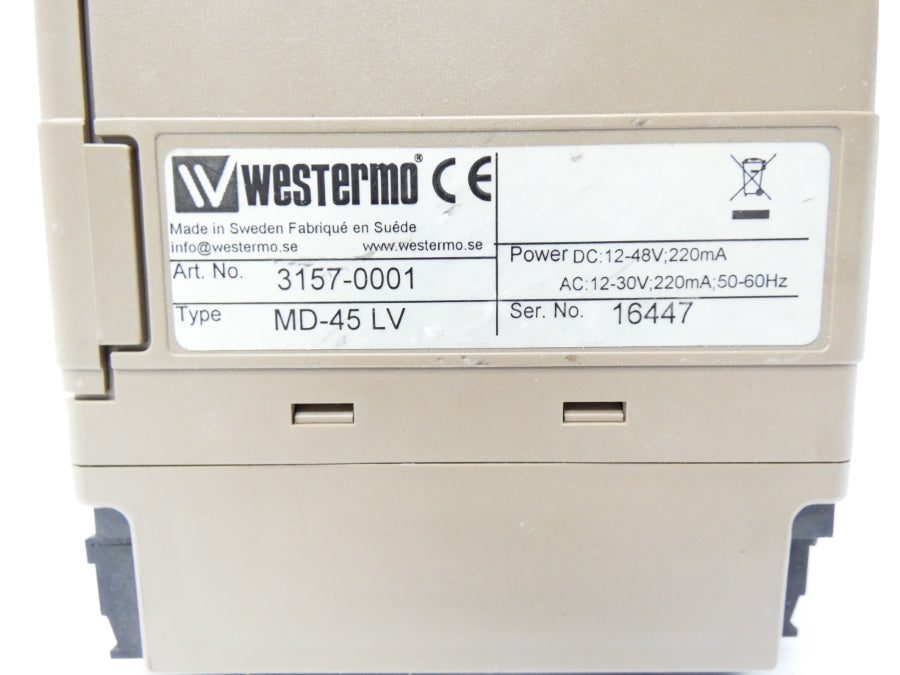 WESTERMO® CE
Made in Sweden Fabriqué en Suéde
info@westermo.se www.westermo.se
Art. No. 3157-0001
Type MD-45 LV
Power DC:12-48V;220mA
AC:12-30V;220mA;50-60Hz
Ser. No. 16447